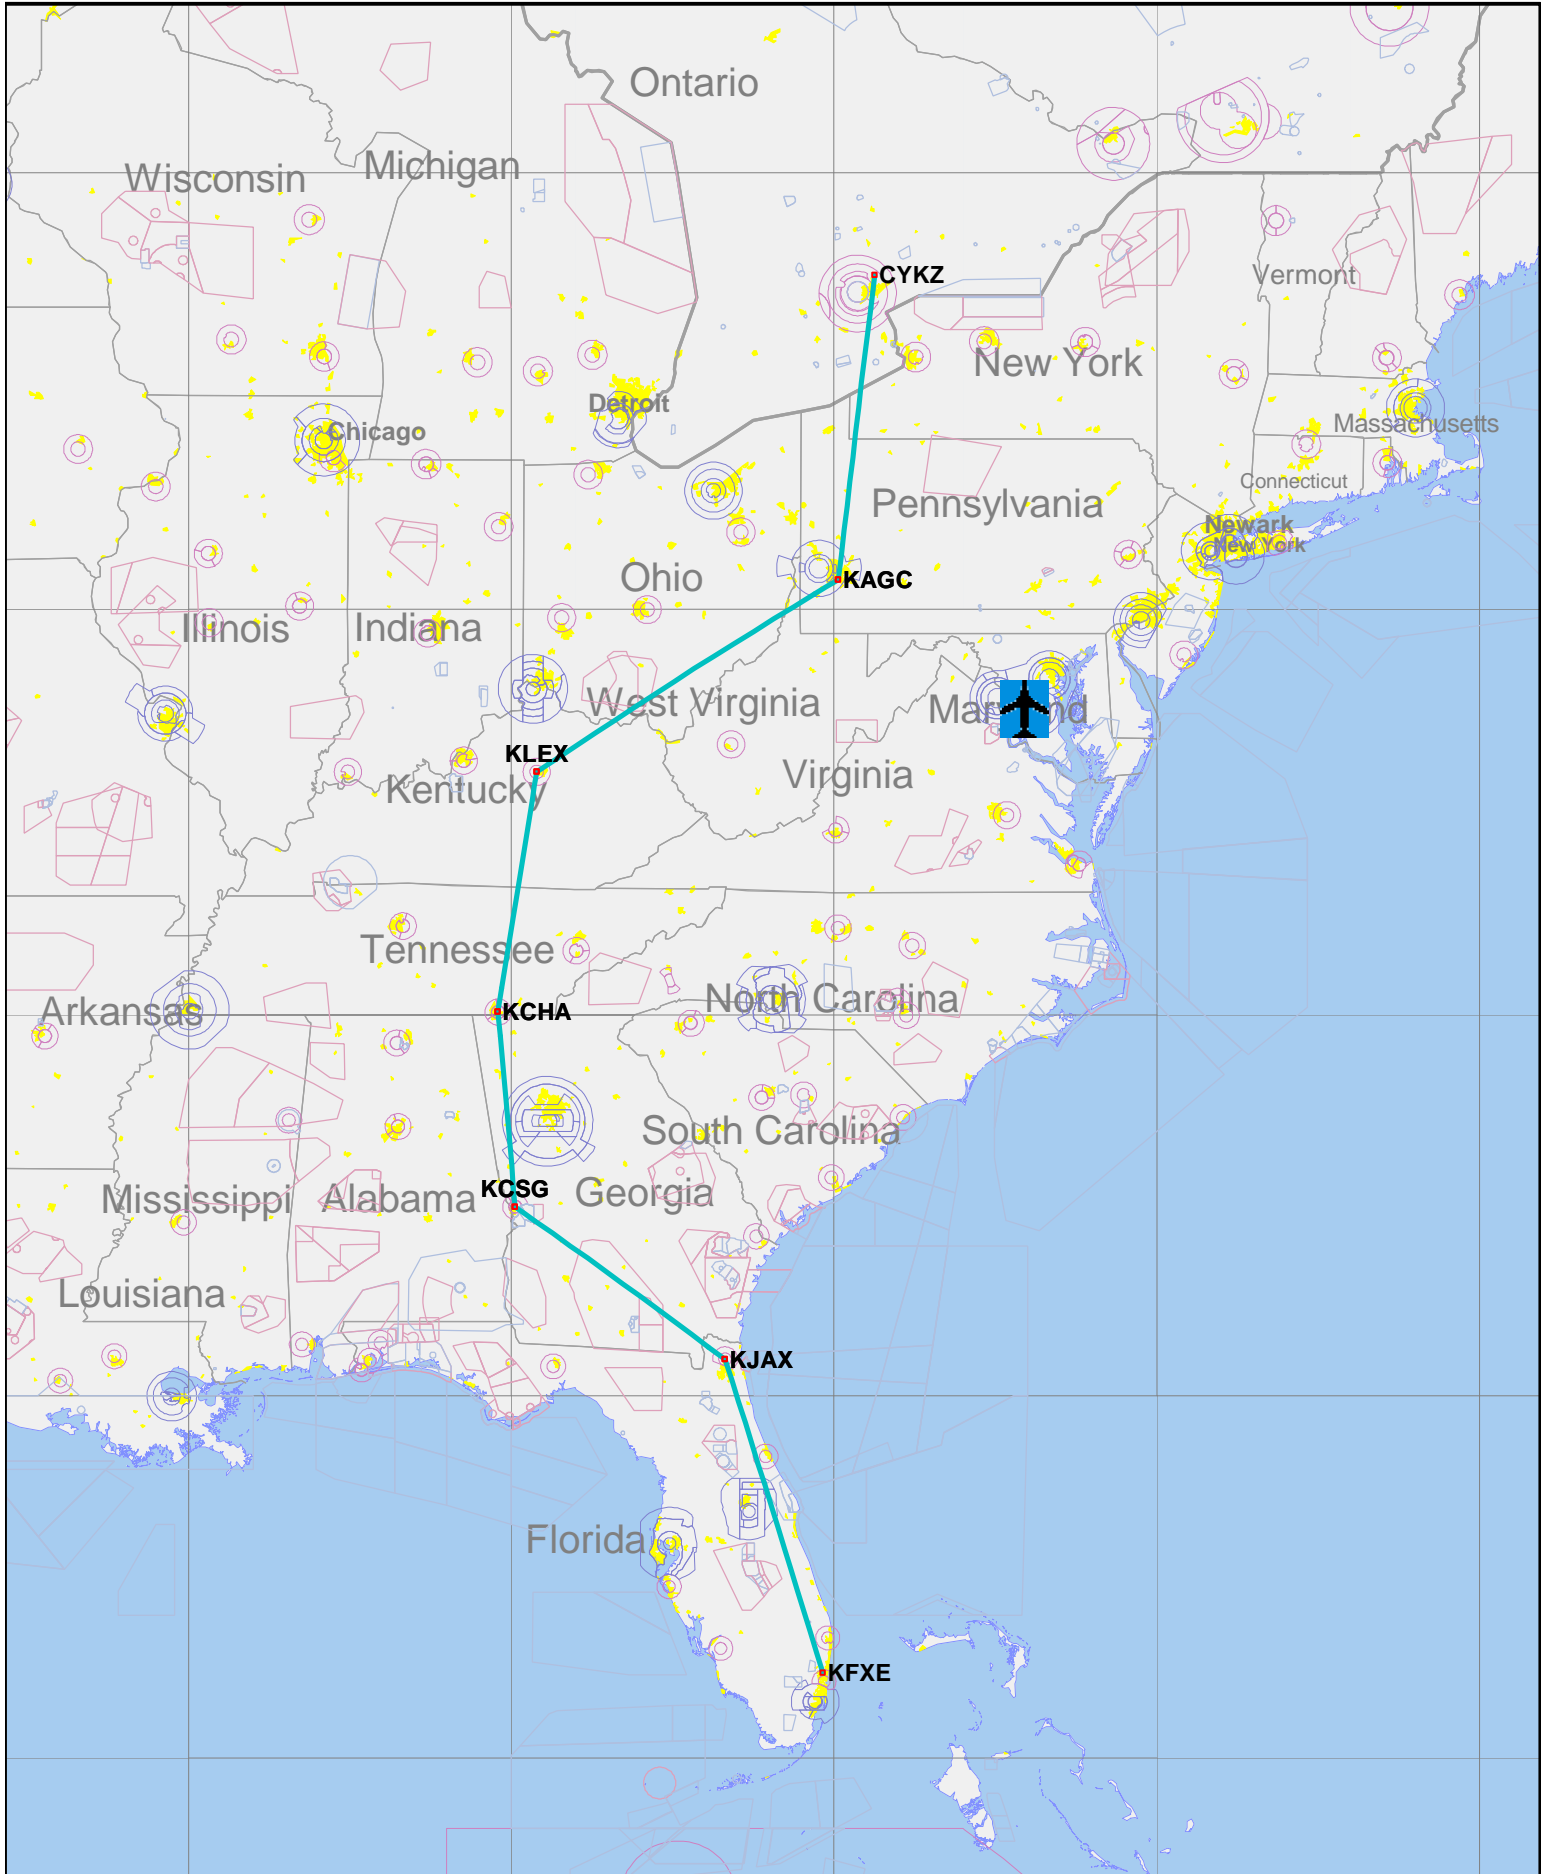 Ontario
Michigan
Wisconsin
CYKZ
Vermont
New York
Detroit
Chicago
Massachusetts
Connecticut
Pennsylvania
Newark
New York
Ohio
KAGC
Illinois
Indiana
West Virginia
Maryland
KLEX
Virginia
Kentucky
Tennessee
North Carolina
KCHA
Arkansas
South Carolina
KCSG
Georgia
Mississippi
Alabama
Louisiana
KJAX
Florida
KFXE